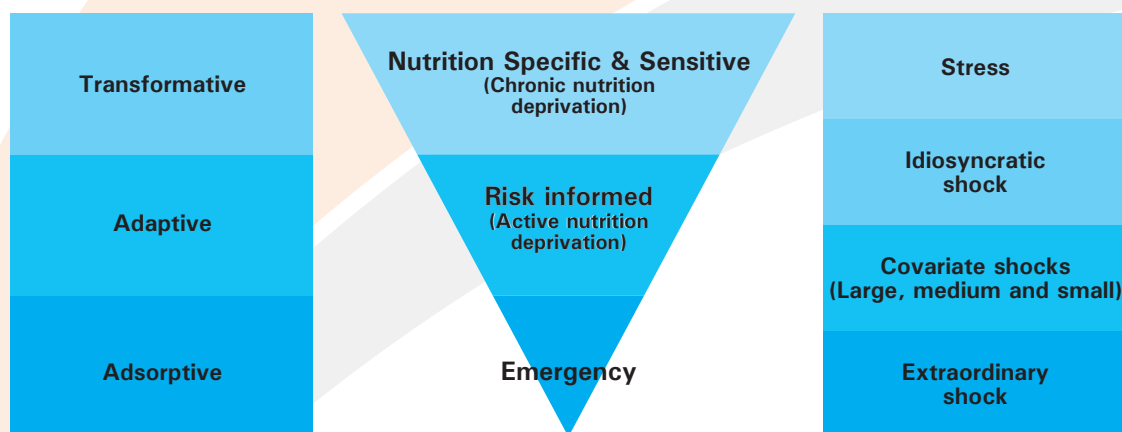 Transformative
Adaptive
Adsorptive
Nutrition Specific & Sensitive
(Chronic nutrition
deprivation)
Risk informed
(Active nutrition
deprivation)
Emergency
Stress
Idiosyncratic
shock
Covariate shocks
(Large, medium and small)
Extraordinary
shock